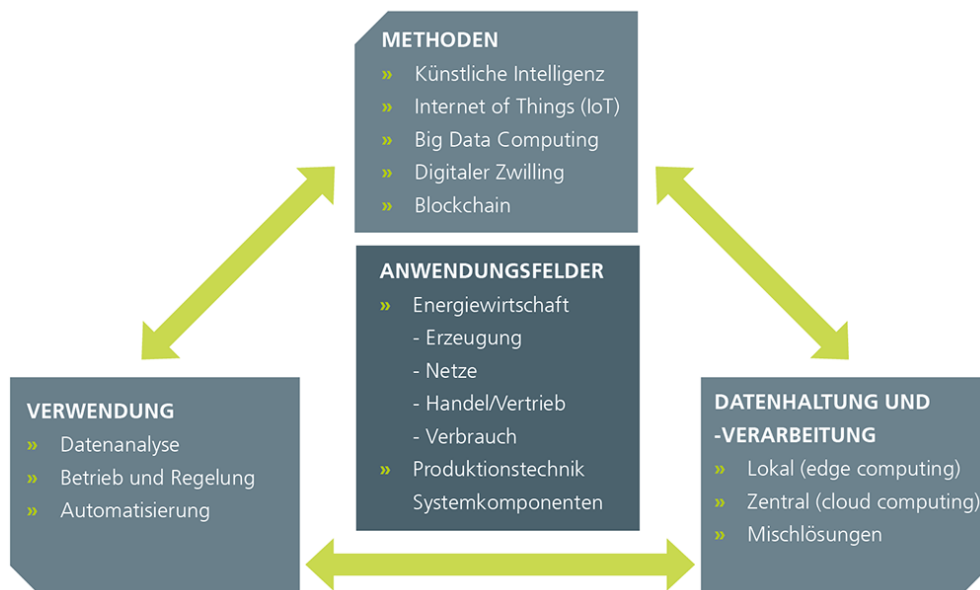 METHODEN
» Künstliche Intelligenz
» Internet of Things (IoT)
» Big Data Computing
» Digitaler Zwilling
» Blockchain
ANWENDUNGSFELDER
» Energiewirtschaft
- Erzeugung
- Netze
- Handel/Vertrieb
- Verbrauch
» Produktionstechnik
Systemkomponenten
VERWENDUNG
» Datenanalyse
» Betrieb und Regelung
» Automatisierung
DATENHALTUNG UND
-VERARBEITUNG
» Lokal (edge computing)
» Zentral (cloud computing)
» Mischlösungen